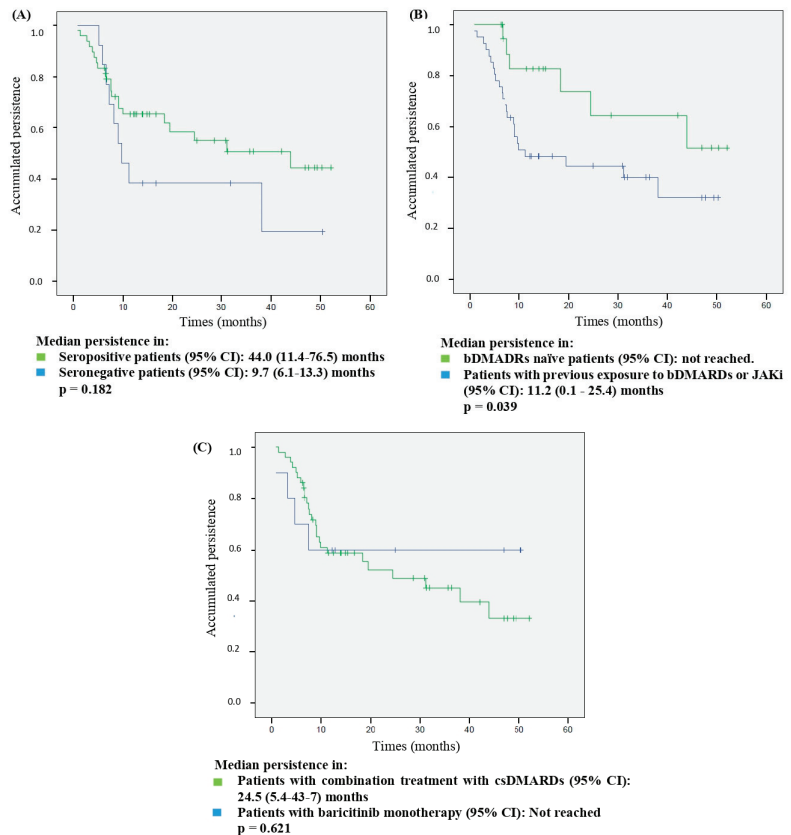 (A)
Accumulated persistence
1.0
0.8
0.6
0.4
0.2
0.0
0 10 20 30 40 50 60
Times (months)
Median persistence in:
Seropositive patients (95% CI): 44.0 (11.4-76.5) months
Seronegative patients (95% CI): 9.7 (6.1-13.3) months
p = 0.182
(B)
Accumulated persistence
1.0
0.8
0.6
0.4
0.2
0.0
0 10 20 30 40 50 60
Times (months)
Median persistence in:
bDMADRs naïve patients (95% CI): not reached.
Patients with previous exposure to bDMARDs or JAKi
(95% CI): 11.2 (0.1 - 25.4) months
p = 0.039
(C)
Accumulated persistence
1.0
0.8
0.6
0.4
0.2
0.0
0 10 20 30 40 50 60
Times (months)
Median persistence in:
Patients with combination treatment with csDMARDs (95% CI):
24.5 (5.4-43-7) months
Patients with baricitinib monotherapy (95% CI): Not reached
p = 0.621